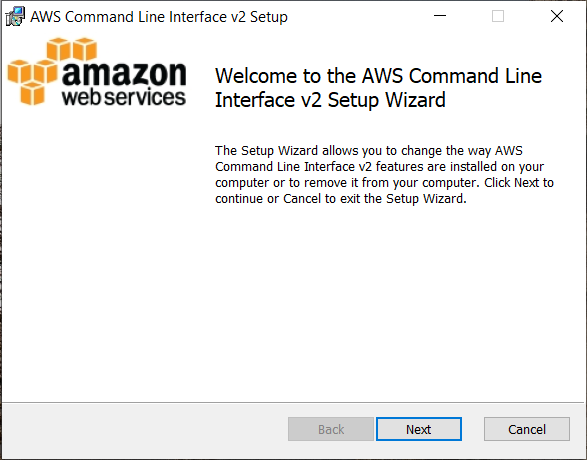 AWS Command Line Interface v2 Setup
amazon
web services
Welcome to the AWS Command Line
Interface v2 Setup Wizard
The Setup Wizard allows you to change the way AWS
Command Line Interface v2 features are installed on your
computer or to remove it from your computer. Click Next to
continue or Cancel to exit the Setup Wizard.
Back Next Cancel